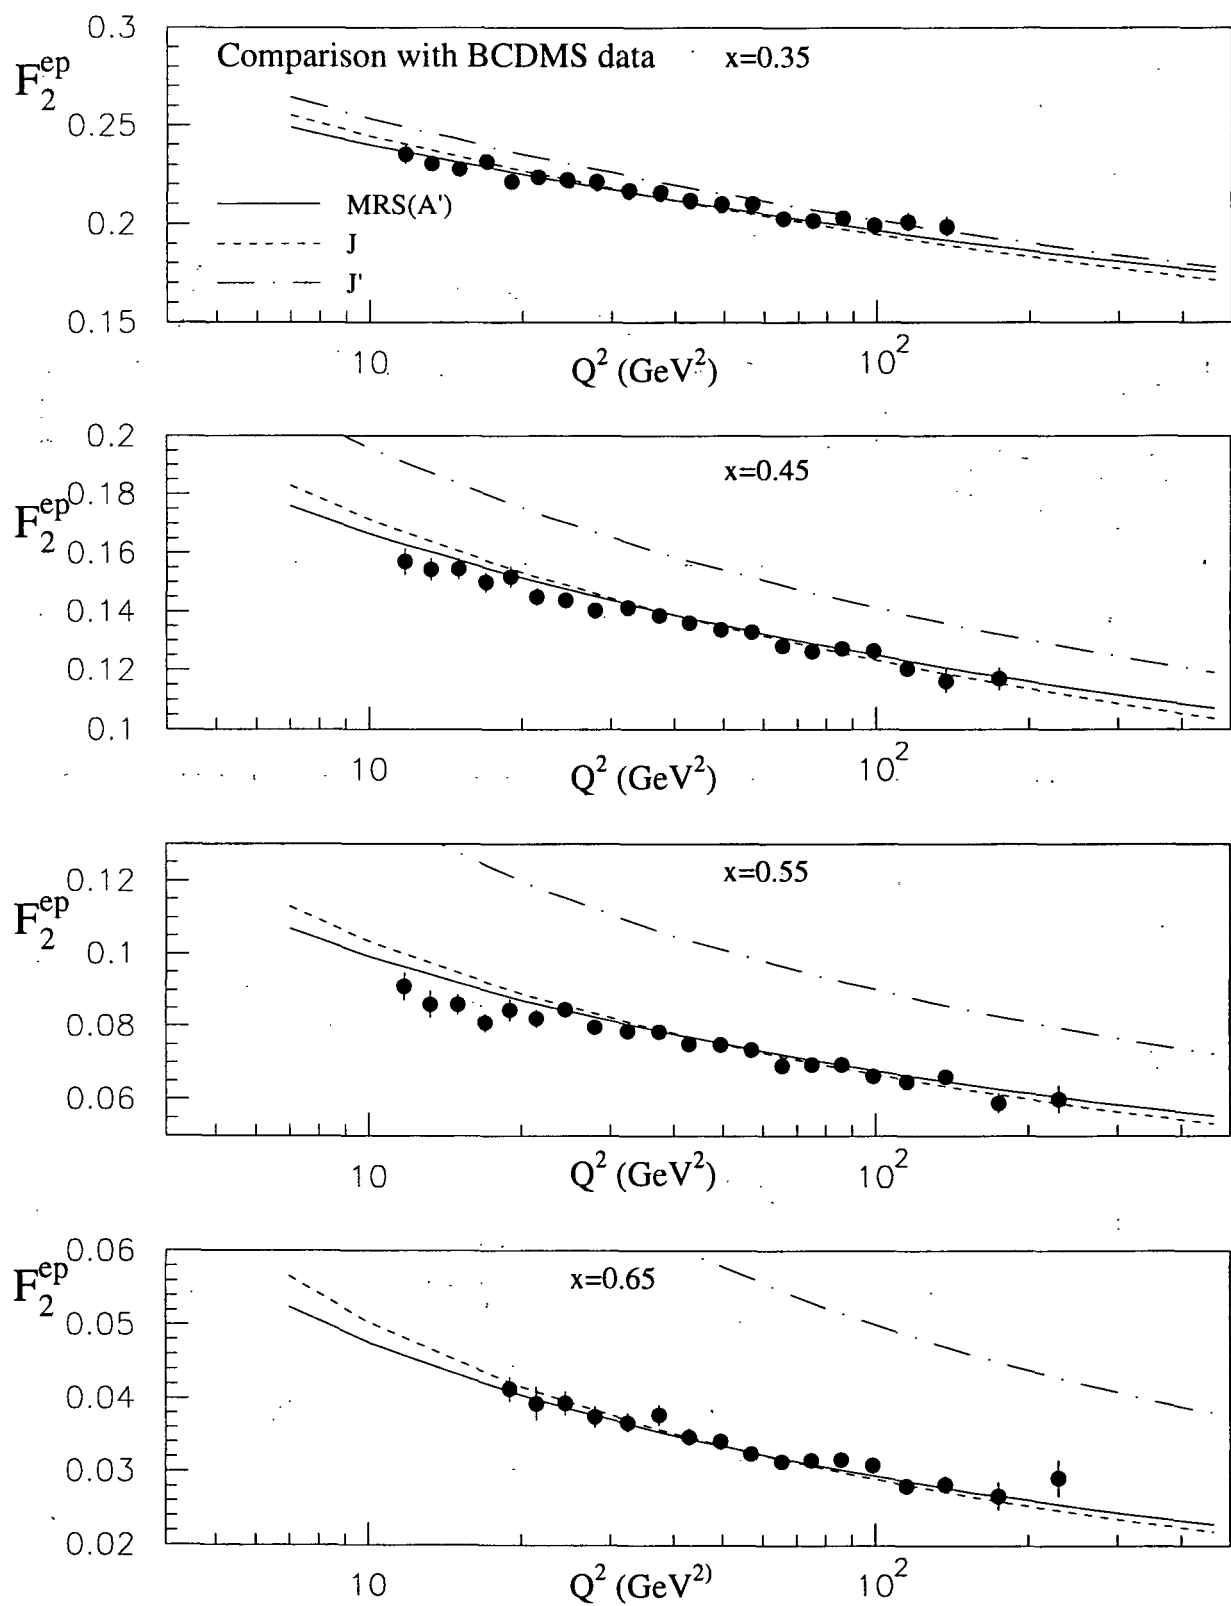 0.3
Comparison with BCDMS data x=0.35
F₂ᵉᵖ
0.25
0.2
0.15
MRS(A')
J
J'
10 10²
Q² (GeV²)
0.2
x=0.45
0.18
F₂ᵉᵖ
0.16
0.14
0.12
0.1
10 10²
Q² (GeV²)
x=0.55
0.12
F₂ᵉᵖ
0.1
0.08
0.06
10 10²
Q² (GeV²)
0.06
x=0.65
F₂ᵉᵖ
0.05
0.04
0.03
0.02
10 10²
Q² (GeV²⁾